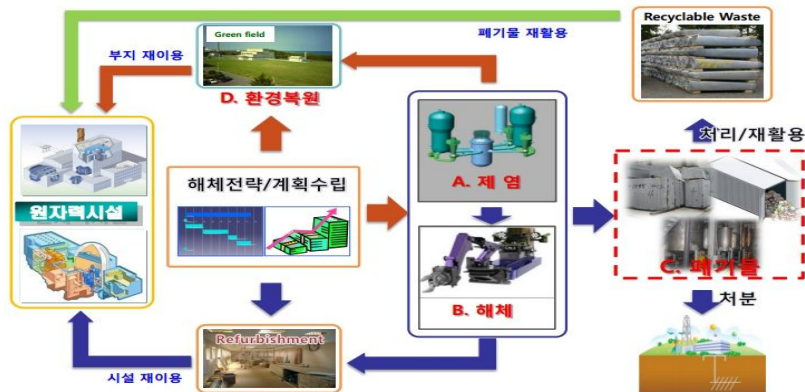 Recyclable Waste
Green field
폐기물 재활용
부지 재이용
D. 환경복원
처리/재활용
해체전략/계획수립
A. 제 염
원자력시설
C. 폐기물
B. 해체
처분
Refurbishment
시설 재이용